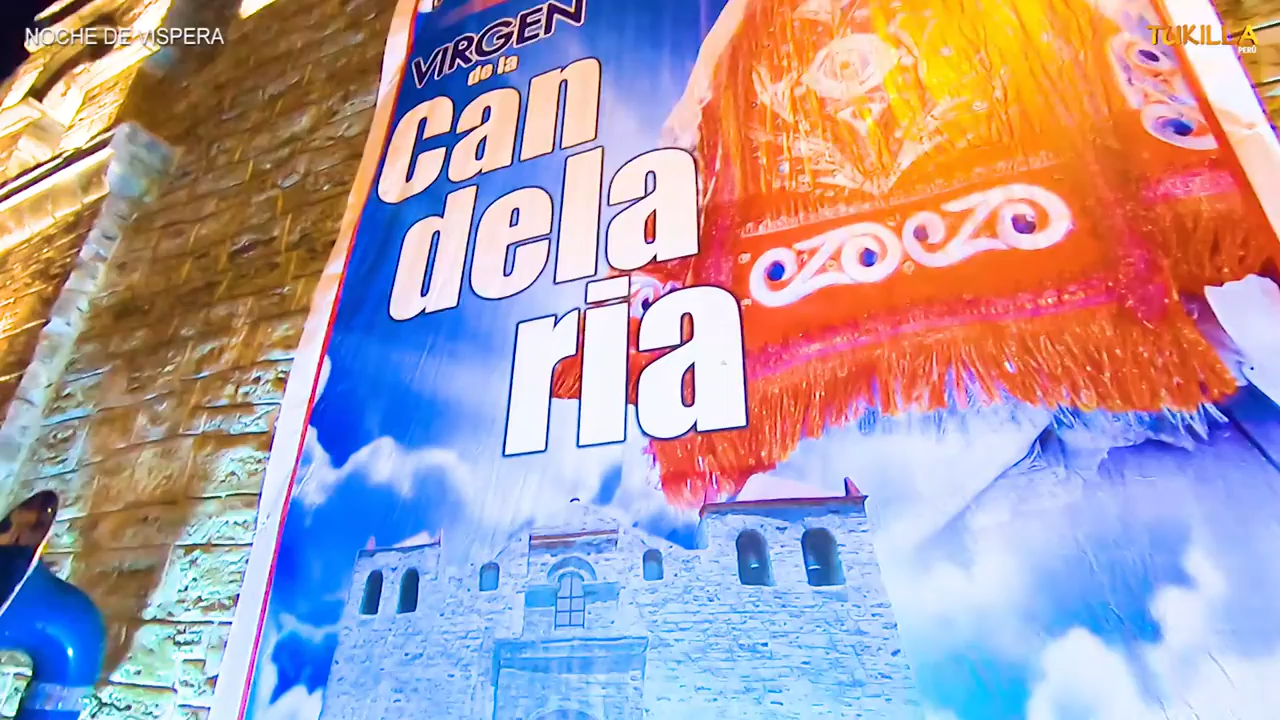 NOCHE DE VISPERA
TUKILLA
PERÚ
VIRGEN
de la
can
dela
ria